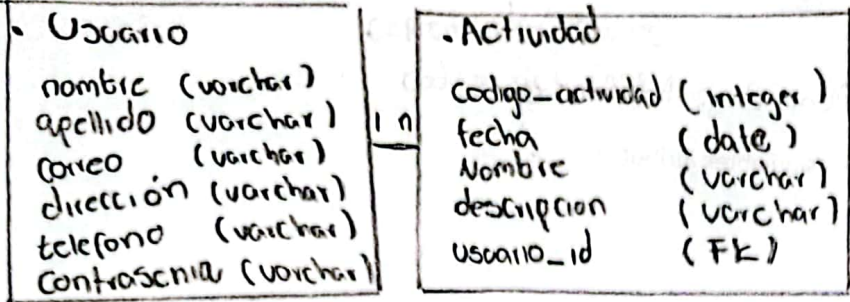 . Usuario
nombre (varchar)
apellido (varchar)
correo (varchar)
dirección (varchar)
telefono (varchar)
contrasenia (varchar)
1 n
. Actividad
codigo_actividad (integer)
fecha (date)
Nombre (varchar)
descripcion (varchar)
usuario_id (FK)